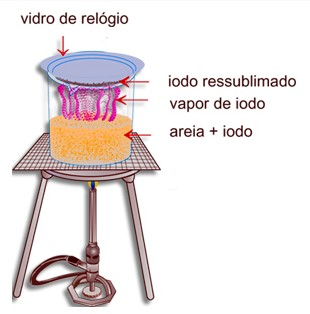 vidro de relógio
iodo ressublimado
vapor de iodo
areia + iodo